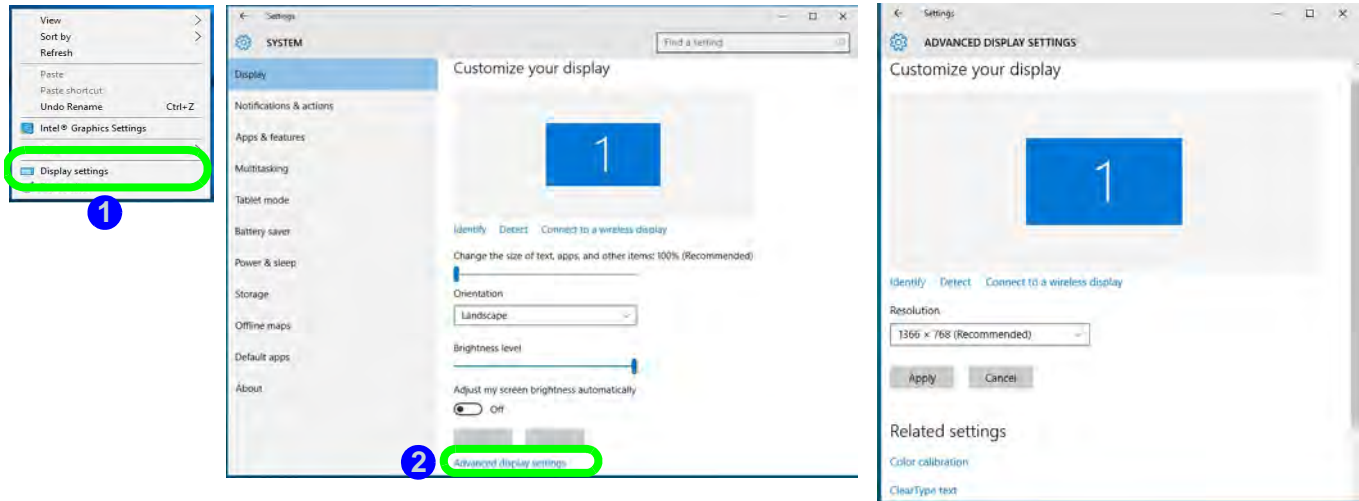 View
Sort by
Refresh
Paste
Paste shortcut
Undo Rename Ctrl+Z
Intel® Graphics Settings
Display settings
1
Settings
SYSTEM
Find a setting
Display
Notifications & actions
Apps & features
Multitasking
Tablet mode
Battery saver
Power & sleep
Storage
Offline maps
Default apps
About
Customize your display
1
Identify Detect Connect to a wireless display
Change the size of text, apps, and other items: 100% (Recommended)
Orientation
Landscape
Brightness level
Adjust my screen brightness automatically
Off
2
Advanced display settings
Settings
ADVANCED DISPLAY SETTINGS
Customize your display
1
Identify Detect Connect to a wireless display
Resolution
1366 × 768 (Recommended)
Apply Cancel
Related settings
Color calibration
ClearType text